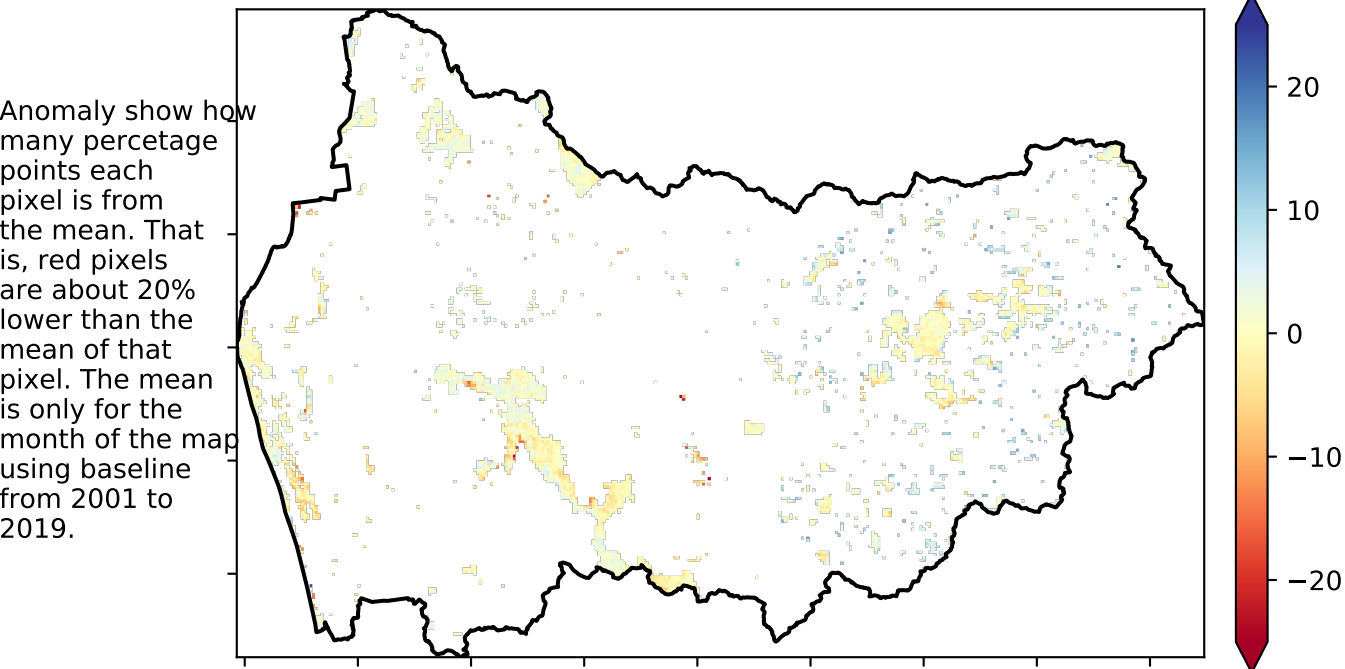 Anomaly show how
many percetage
points each
pixel is from
the mean. That
is, red pixels
are about 20%
lower than the
mean of that
pixel. The mean
is only for the
month of the map
using baseline
from 2001 to
2019.
20
10
0
−10
−20